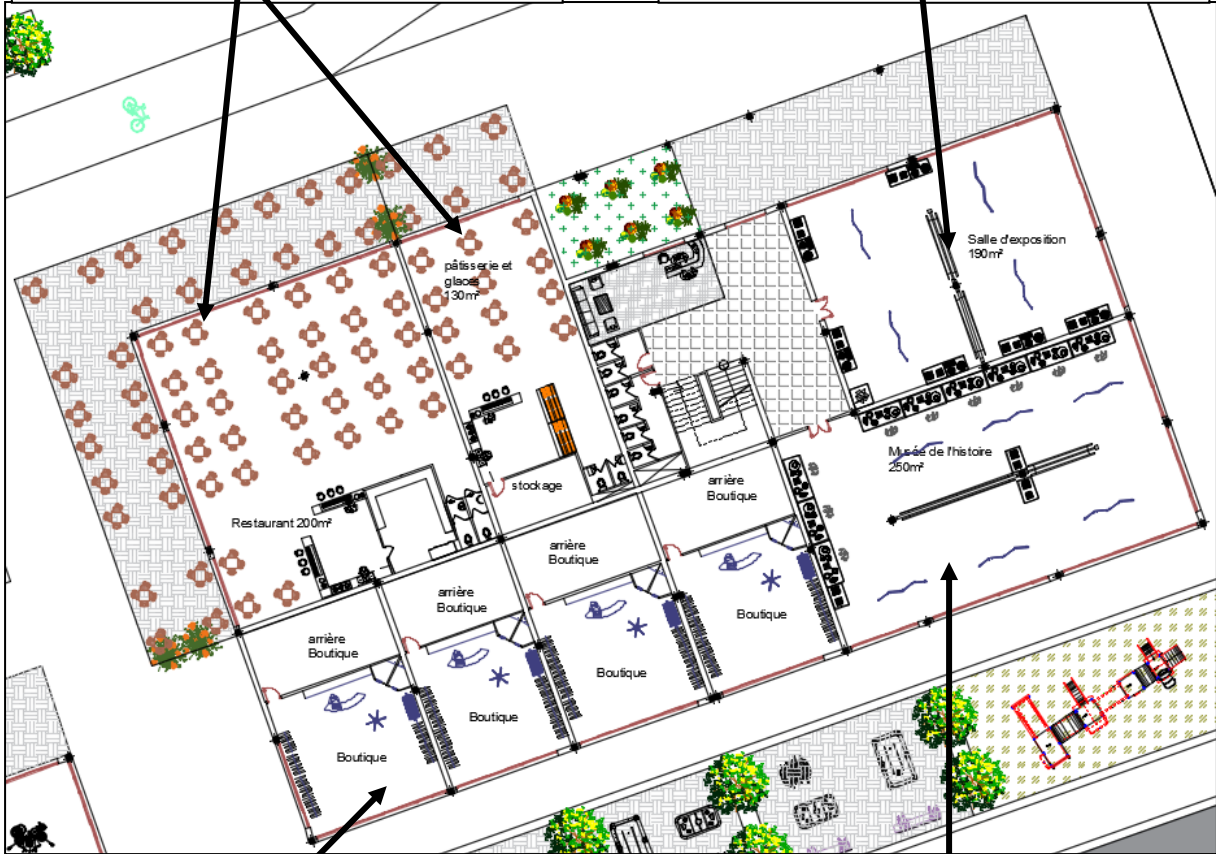 Salle d'exposition
190m²
pâtisserie et
glaces
130m²
Musée de l'histoire
250m²
stockage
arrière
Boutique
Restaurant 200m²
arrière
Boutique
arrière
Boutique
arrière
Boutique
Boutique
Boutique
Boutique
Boutique